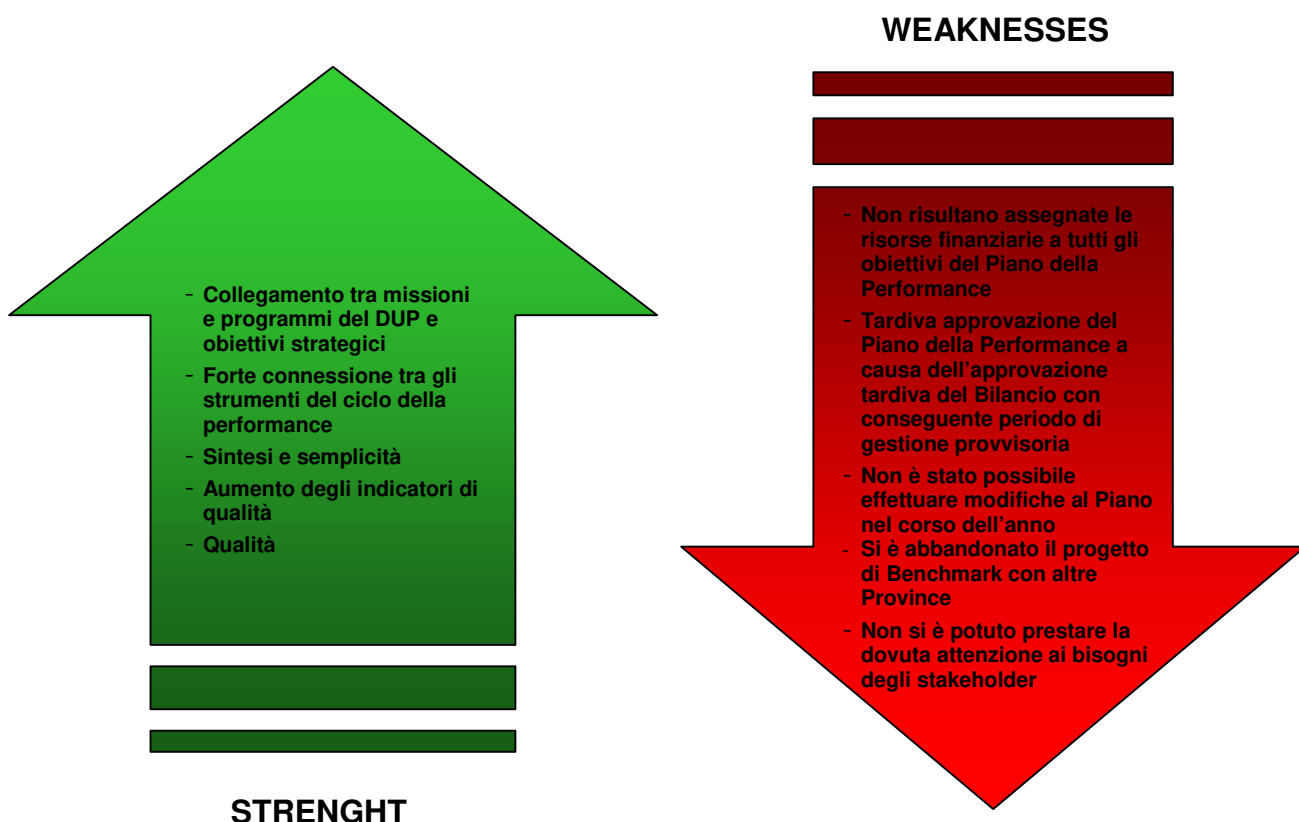 WEAKNESSES
- Non risultano assegnate le
risorse finanziarie a tutti gli
obiettivi del Piano della
Performance
- Tardiva approvazione del
Piano della Performance a
causa dell'approvazione
tardiva del Bilancio con
conseguente periodo di
gestione provvisoria
- Non è stato possibile
effettuare modifiche al Piano
nel corso dell'anno
- Si è abbandonato il progetto
di Benchmark con altre
Province
- Non si è potuto prestare la
dovuta attenzione ai bisogni
degli stakeholder
- Collegamento tra missioni
e programmi del DUP e
obiettivi strategici
- Forte connessione tra gli
strumenti del ciclo della
performance
- Sintesi e semplicità
- Aumento degli indicatori di
qualità
- Qualità
STRENGHT